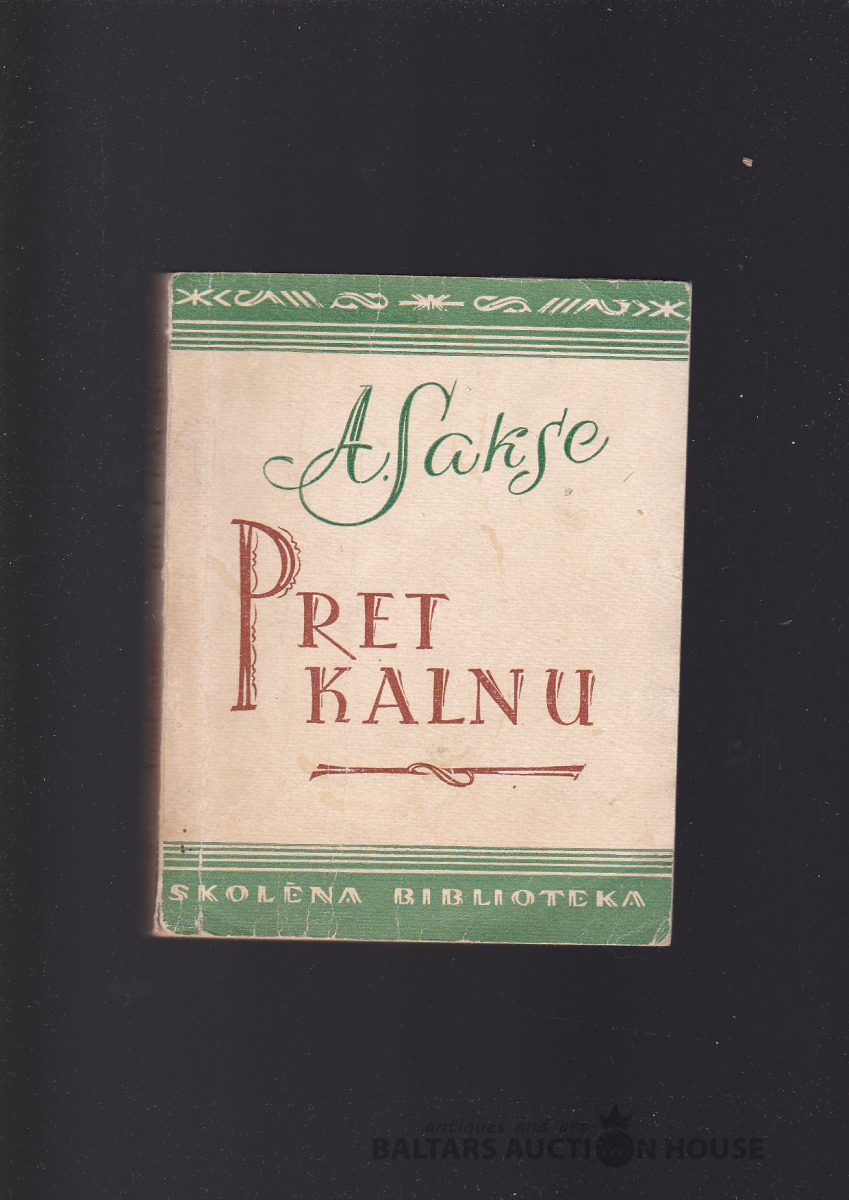 A. Sakse
PRET
KALNU
SKOLĒNA BIBLIOTEKA
antiques and art
BALTARS AUCTION HOUSE